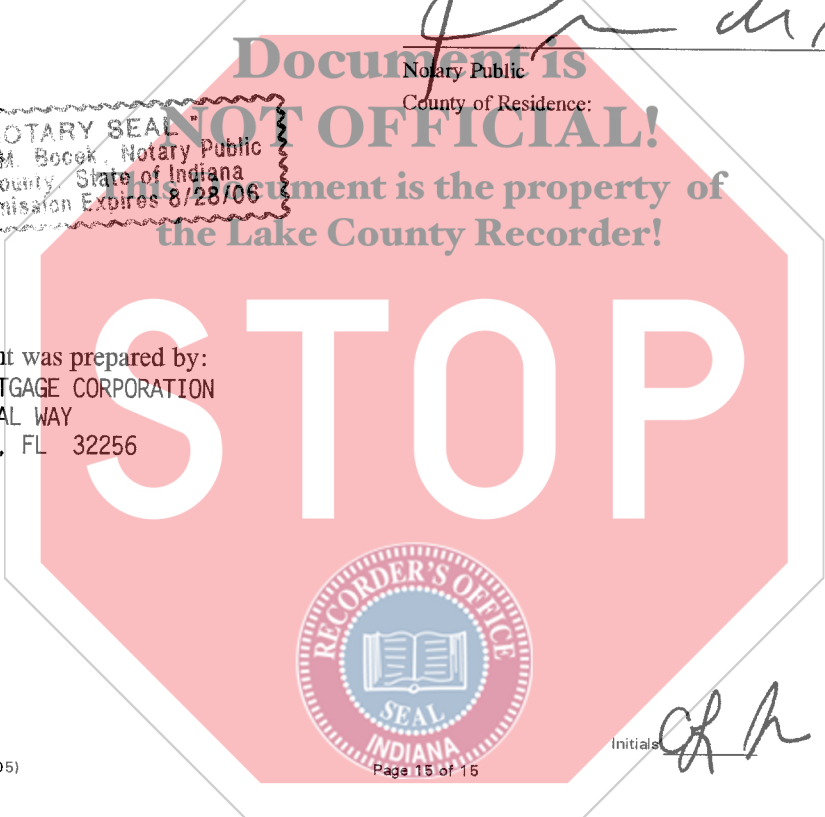 Document is
Notary Public
County of Residence:
NOT OFFICIAL!
OTARY SEAL"
M. Bocek, Notary Public
ounty, State of Indiana
mission Expires 8/28/06
This Document is the property of
the Lake County Recorder!
STOP
nt was prepared by:
TGAGE CORPORATION
AL WAY
, FL 32256
RECORDER'S OFFICE
SEAL
INDIANA
Initials
05)
Page 15 of 15